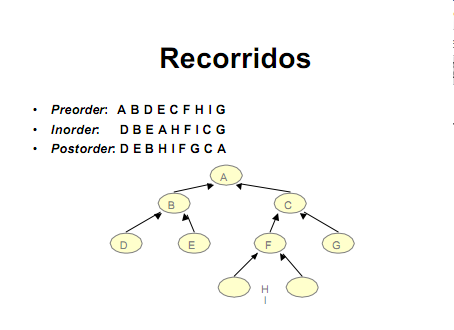 Recorridos
• Preorder: A B D E C F H I G
• Inorder: D B E A H F I C G
• Postorder: D E B H I F G C A
A
B
C
D
E
F
G
H
I